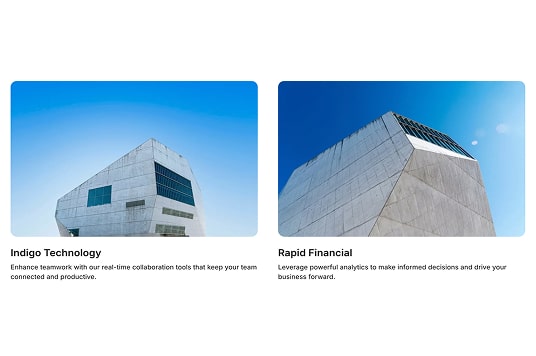 Indigo Technology
Enhance teamwork with our real-time collaboration tools that keep your team
connected and productive.
Rapid Financial
Leverage powerful analytics to make informed decisions and drive your
business forward.